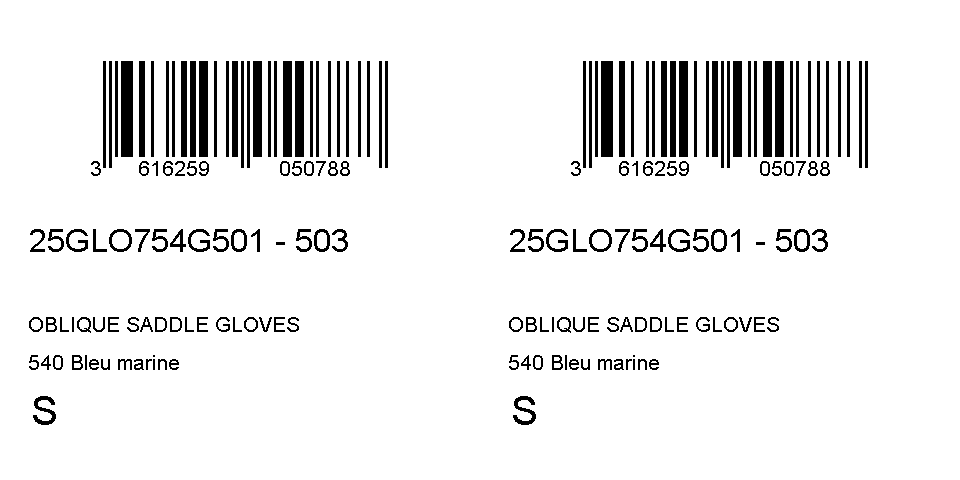 3 616259 050788
25GLO754G501 - 503
OBLIQUE SADDLE GLOVES
540 Bleu marine
S
3 616259 050788
25GLO754G501 - 503
OBLIQUE SADDLE GLOVES
540 Bleu marine
S